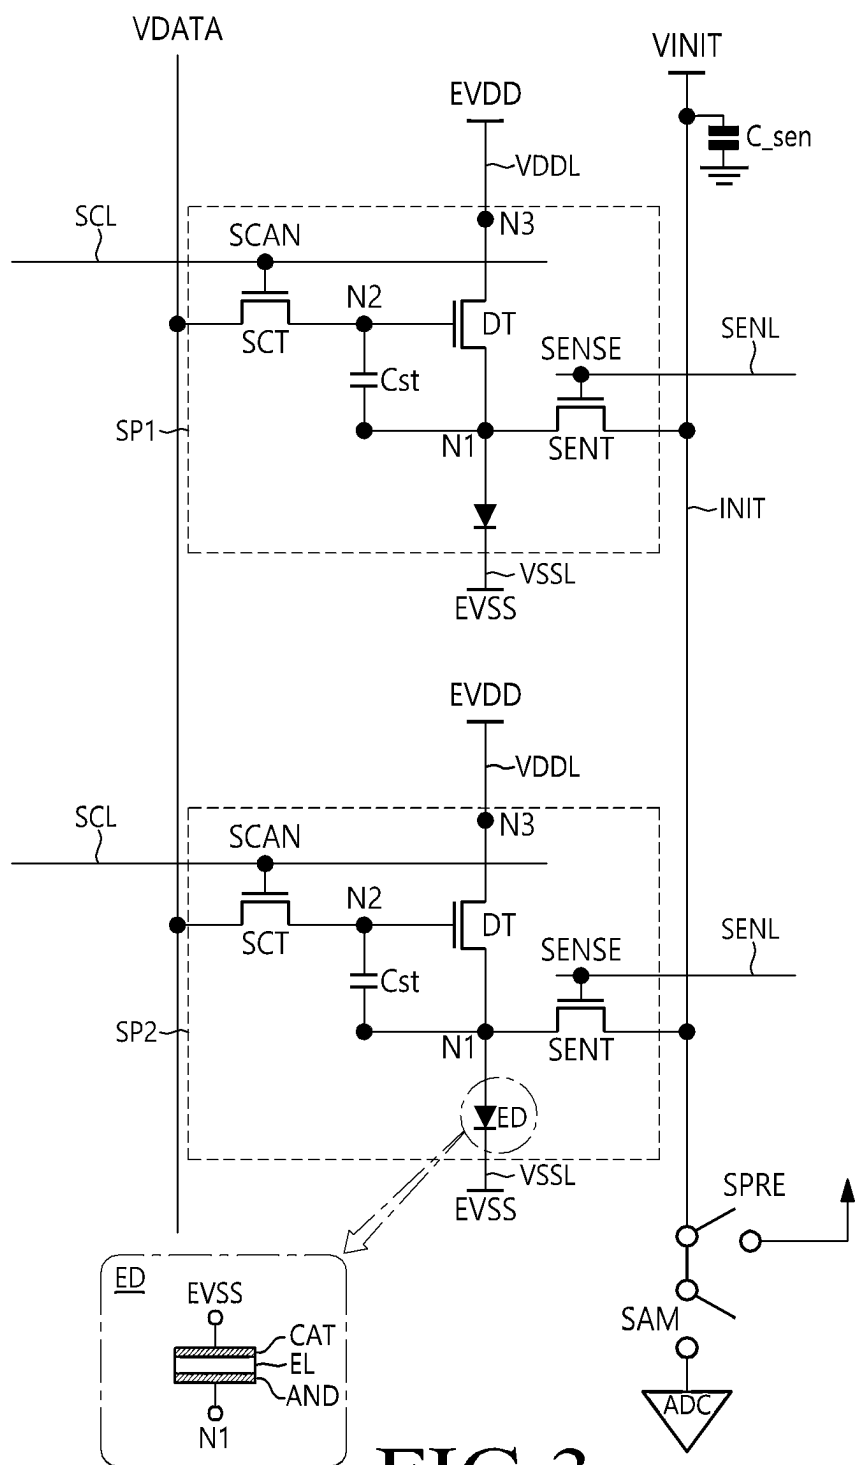 VDATA
VINIT
EVDD
C_sen
VDDL
SCL
SCAN
N3
N2
DT
SCT
SENSE
SENL
Cst
SP1
N1
SENT
INIT
VSSL
EVSS
EVDD
VDDL
SCL
SCAN
N3
N2
DT
SCT
SENSE
SENL
Cst
SP2
N1
SENT
ED
VSSL
EVSS
SPRE
ED
EVSS
SAM
CAT
EL
AND
ADC
N1
FIG 3